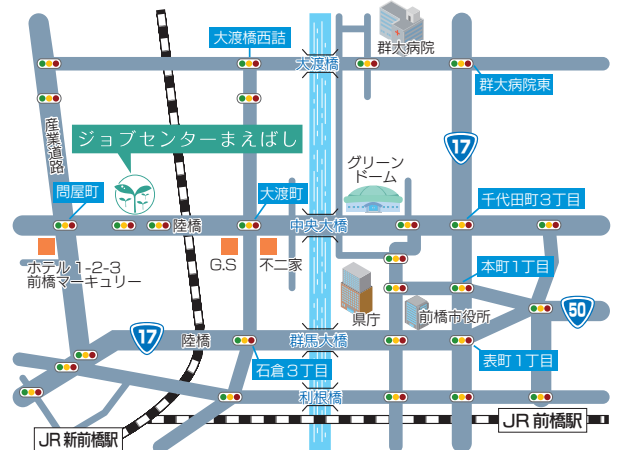 大渡橋西詰
群大病院
大渡橋
群大病院東
産業道路
ジョブセンターまえばし
17
グリーン
ドーム
問屋町
大渡町
千代田町3丁目
陸橋
中央大橋
ホテル1-2-3
前橋マーキュリー
G.S
不二家
本町1丁目
県庁
前橋市役所
50
17
陸橋
群馬大橋
表町1丁目
石倉3丁目
利根橋
JR前橋駅
JR新前橋駅